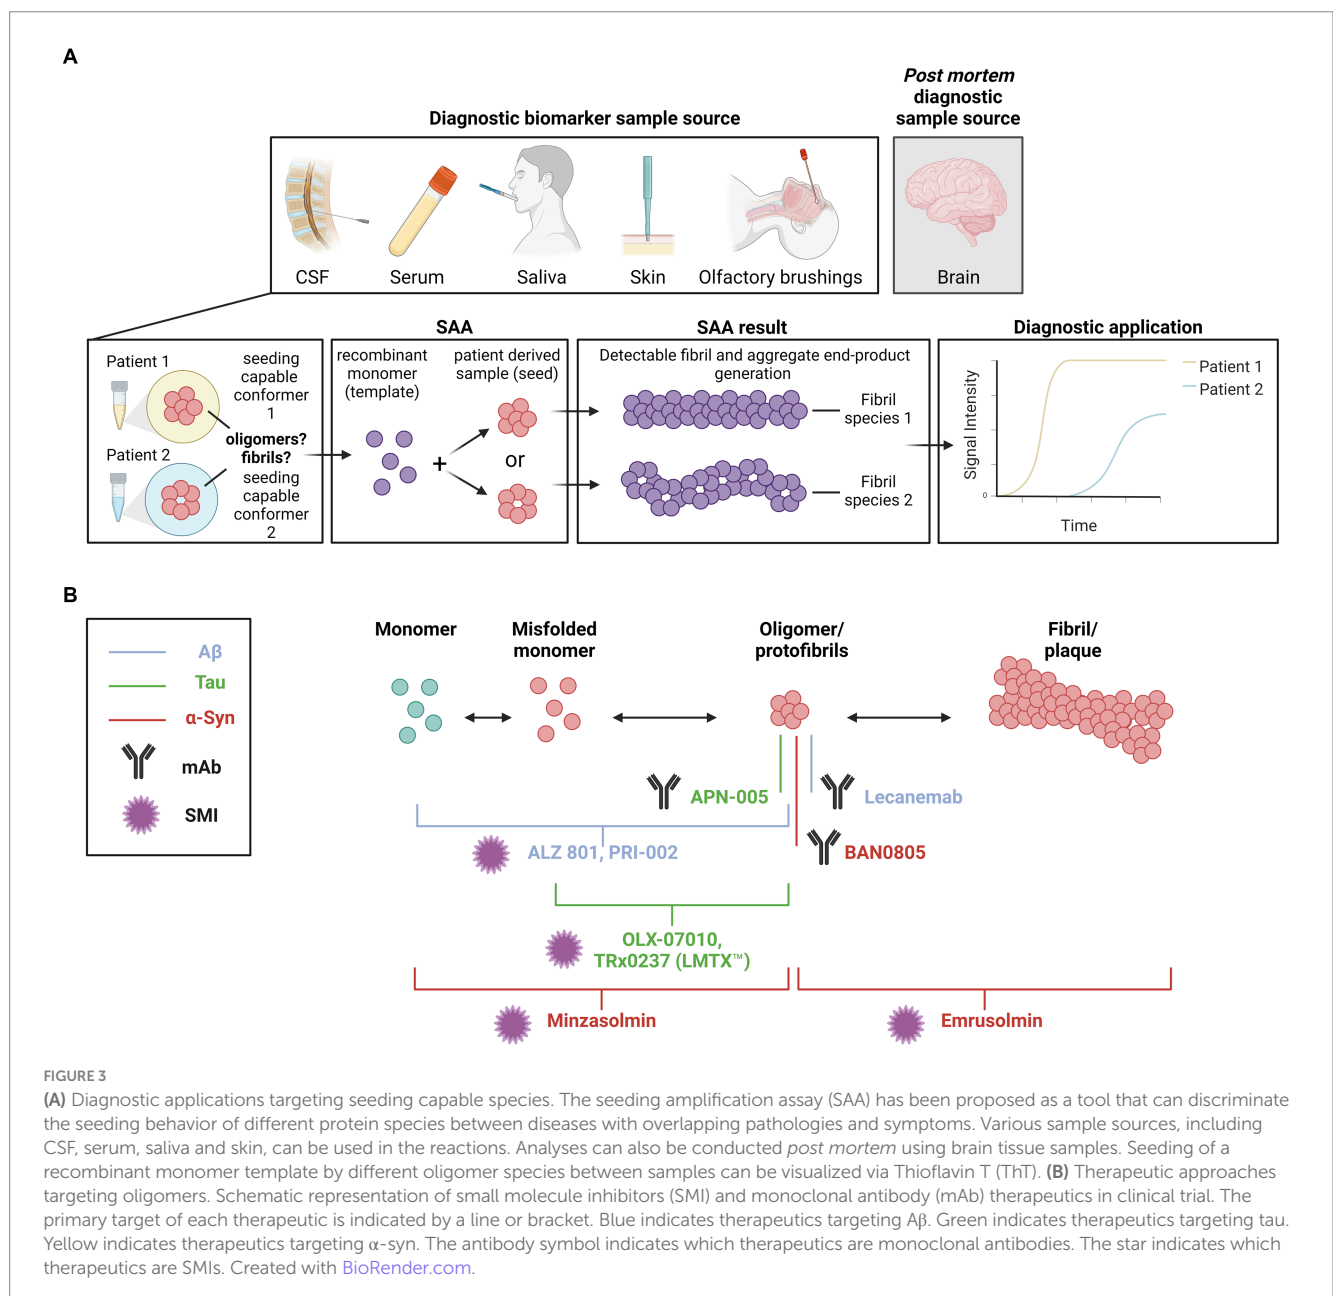 A
Diagnostic biomarker sample source
Post mortem
diagnostic
sample source
CSF
Serum
Saliva
Skin
Olfactory brushings
Brain
SAA
SAA result
Diagnostic application
Patient 1
seeding
capable
conformer
1
oligomers?
fibrils?
Patient 2
seeding
capable
conformer
2
recombinant
monomer
(template)
patient derived
sample (seed)
+
or
Detectable fibril and aggregate end-product
generation
Fibril
species 1
Fibril
species 2
Signal Intensity
0
Time
Patient 1
Patient 2
B
Aβ
Tau
α-Syn
mAb
SMI
Monomer
Misfolded
monomer
Oligomer/
protofibrils
Fibril/
plaque
APN-005
Lecanemab
ALZ 801, PRI-002
BAN0805
OLX-07010,
TRx0237 (LMTX™)
Minzasolmin
Emrusolmin
FIGURE 3
(A) Diagnostic applications targeting seeding capable species. The seeding amplification assay (SAA) has been proposed as a tool that can discriminate
the seeding behavior of different protein species between diseases with overlapping pathologies and symptoms. Various sample sources, including
CSF, serum, saliva and skin, can be used in the reactions. Analyses can also be conducted post mortem using brain tissue samples. Seeding of a
recombinant monomer template by different oligomer species between samples can be visualized via Thioflavin T (ThT). (B) Therapeutic approaches
targeting oligomers. Schematic representation of small molecule inhibitors (SMI) and monoclonal antibody (mAb) therapeutics in clinical trial. The
primary target of each therapeutic is indicated by a line or bracket. Blue indicates therapeutics targeting Aβ. Green indicates therapeutics targeting tau.
Yellow indicates therapeutics targeting α-syn. The antibody symbol indicates which therapeutics are monoclonal antibodies. The star indicates which
therapeutics are SMIs. Created with BioRender.com.